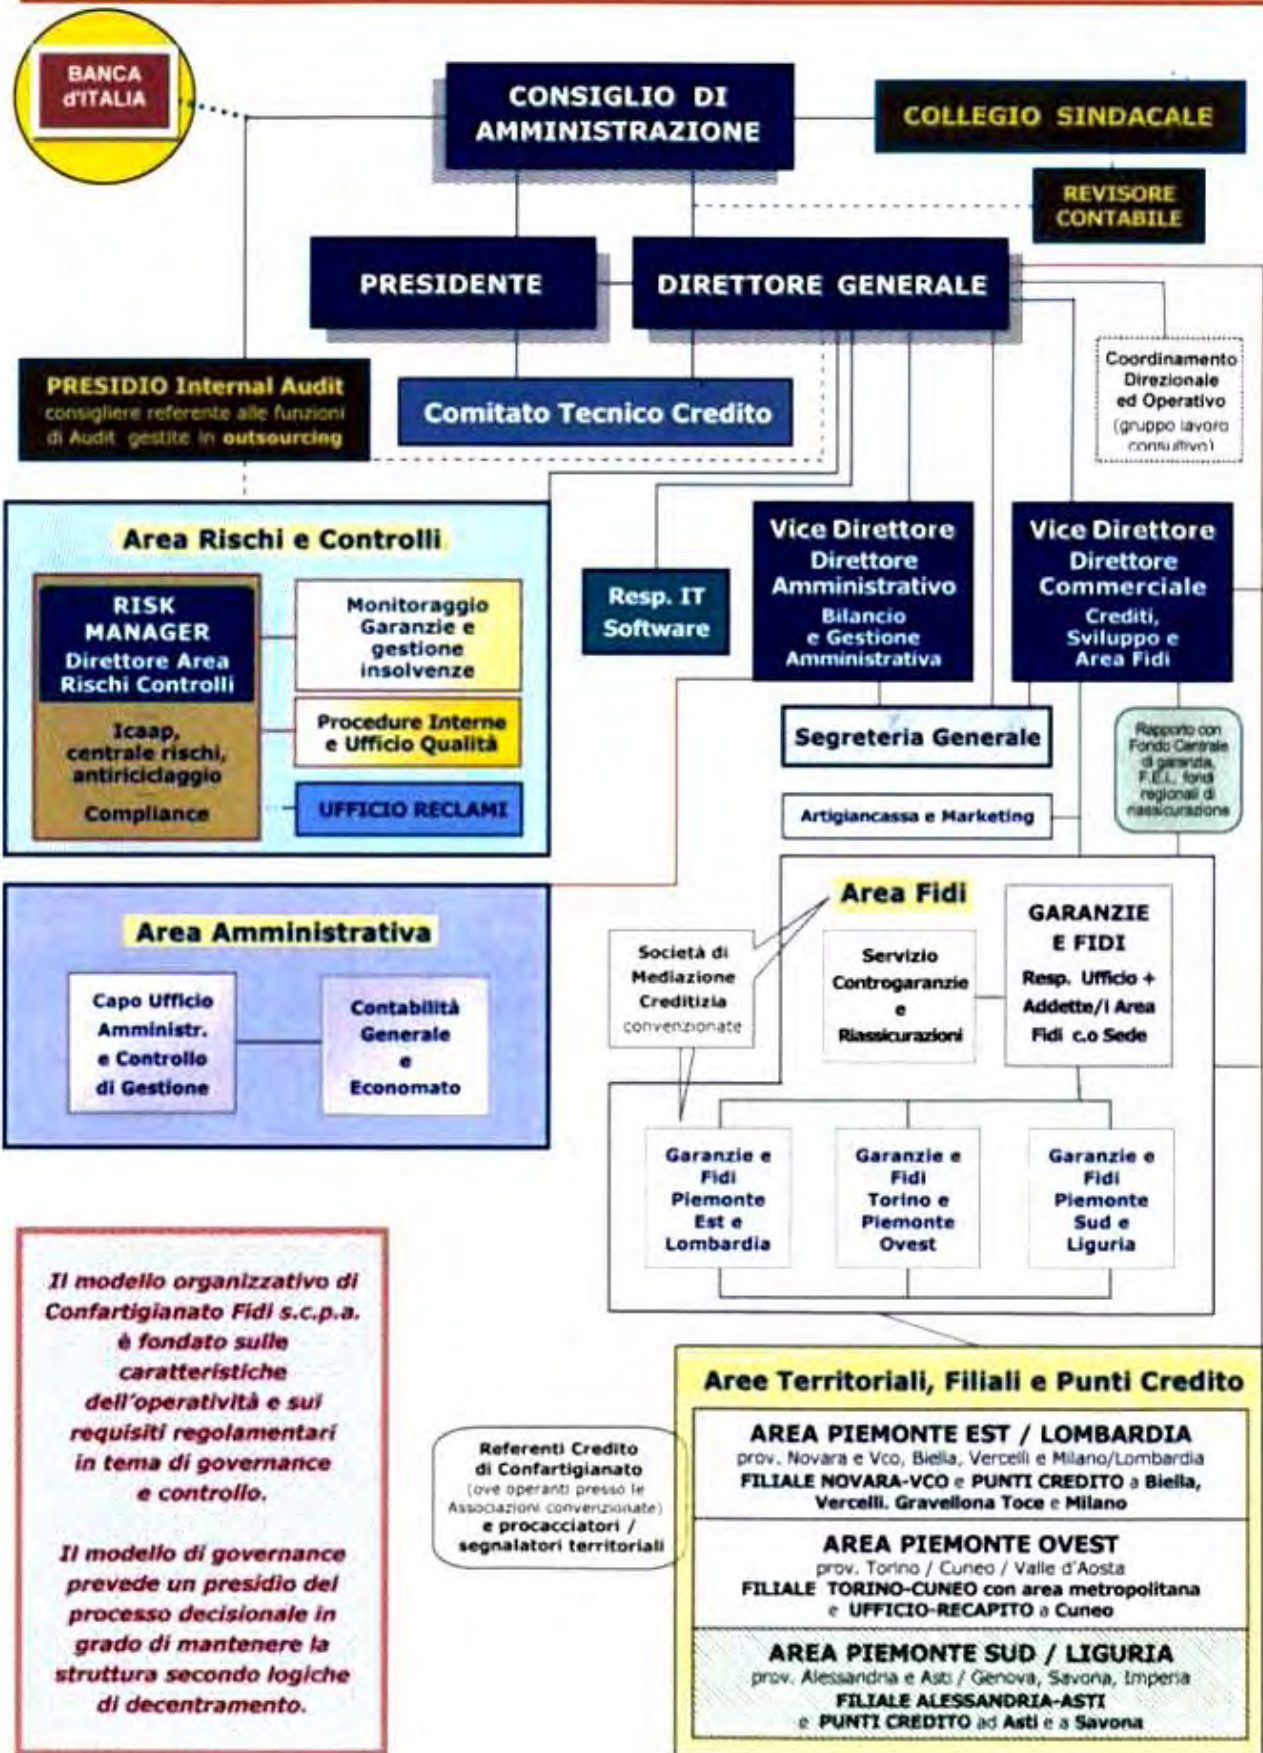 BANCA
d'ITALIA
CONSIGLIO DI
AMMINISTRAZIONE
COLLEGIO SINDACALE
REVISORE
CONTABILE
PRESIDENTE
DIRETTORE GENERALE
PRESIDIO Internal Audit
consigliere referente alle funzioni
di Audit gestite in outsourcing
Comitato Tecnico Credito
Coordinamento
Direzionale
ed Operativo
(gruppo lavoro
consultivo)
Area Rischi e Controlli
RISK
MANAGER
Direttore Area
Rischi Controlli
Icaap,
centrale rischi,
antiriciclaggio
Compliance
Monitoraggio
Garanzie e
gestione
insolvenze
Procedure Interne
e Ufficio Qualità
UFFICIO RECLAMI
Resp. IT
Software
Vice Direttore
Direttore
Amministrativo
Bilancio
e Gestione
Amministrativa
Vice Direttore
Direttore
Commerciale
Crediti,
Sviluppo e
Area Fidi
Segreteria Generale
Artigiancassa e Marketing
Rapporto con
Fondo Centrale
di garanzia,
F.E.I., fondi
regionali di
riassicurazione
Area Amministrativa
Capo Ufficio
Amministr.
e Controllo
di Gestione
Contabilità
Generale
e
Economato
Area Fidi
Società di
Mediazione
Creditizia
convenzionate
Servizio
Controgaranzie
e
Riassicurazioni
GARANZIE
E FIDI
Resp. Ufficio +
Addette/i Area
Fidi c.o Sede
Garanzie e
Fidi
Piemonte
Est e
Lombardia
Garanzie e
Fidi
Torino e
Piemonte
Ovest
Garanzie e
Fidi
Piemonte
Sud e
Liguria
Il modello organizzativo di
Confartigianato Fidi s.c.p.a.
è fondato sulle
caratteristiche
dell'operatività e sui
requisiti regolamentari
in tema di governance
e controllo.
Il modello di governance
prevede un presidio del
processo decisionale in
grado di mantenere la
struttura secondo logiche
di decentramento.
Referenti Credito
di Confartigianato
(ove operanti presso le
Associazioni convenzionate)
e procacciatori /
segnalatori territoriali
Aree Territoriali, Filiali e Punti Credito
AREA PIEMONTE EST / LOMBARDIA
prov. Novara e Vco, Biella, Vercelli e Milano/Lombardia
FILIALE NOVARA-VCO e PUNTI CREDITO a Biella,
Vercelli. Gravellona Toce e Milano
AREA PIEMONTE OVEST
prov. Torino / Cuneo / Valle d'Aosta
FILIALE TORINO-CUNEO con area metropolitana
e UFFICIO-RECAPITO a Cuneo
AREA PIEMONTE SUD / LIGURIA
prov. Alessandria e Asti / Genova, Savona, Imperia
FILIALE ALESSANDRIA-ASTI
e PUNTI CREDITO ad Asti e a Savona